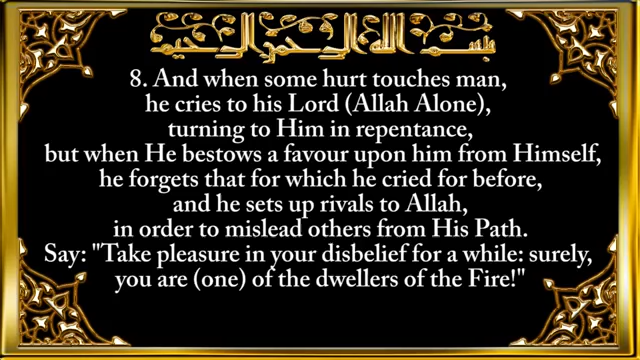 بسم الله الرحمن الرحيم
8. And when some hurt touches man,
he cries to his Lord (Allah Alone),
turning to Him in repentance,
but when He bestows a favour upon him from Himself,
he forgets that for which he cried for before,
and he sets up rivals to Allah,
in order to mislead others from His Path.
Say: "Take pleasure in your disbelief for a while: surely,
you are (one) of the dwellers of the Fire!"